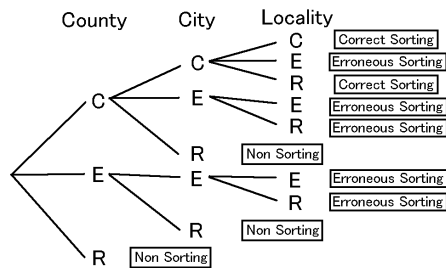 County City Locality
C Correct Sorting
C E Erroneous Sorting
R Correct Sorting
C E E Erroneous Sorting
R Erroneous Sorting
R Non Sorting
E E E Erroneous Sorting
R Erroneous Sorting
R Non Sorting
R Non Sorting